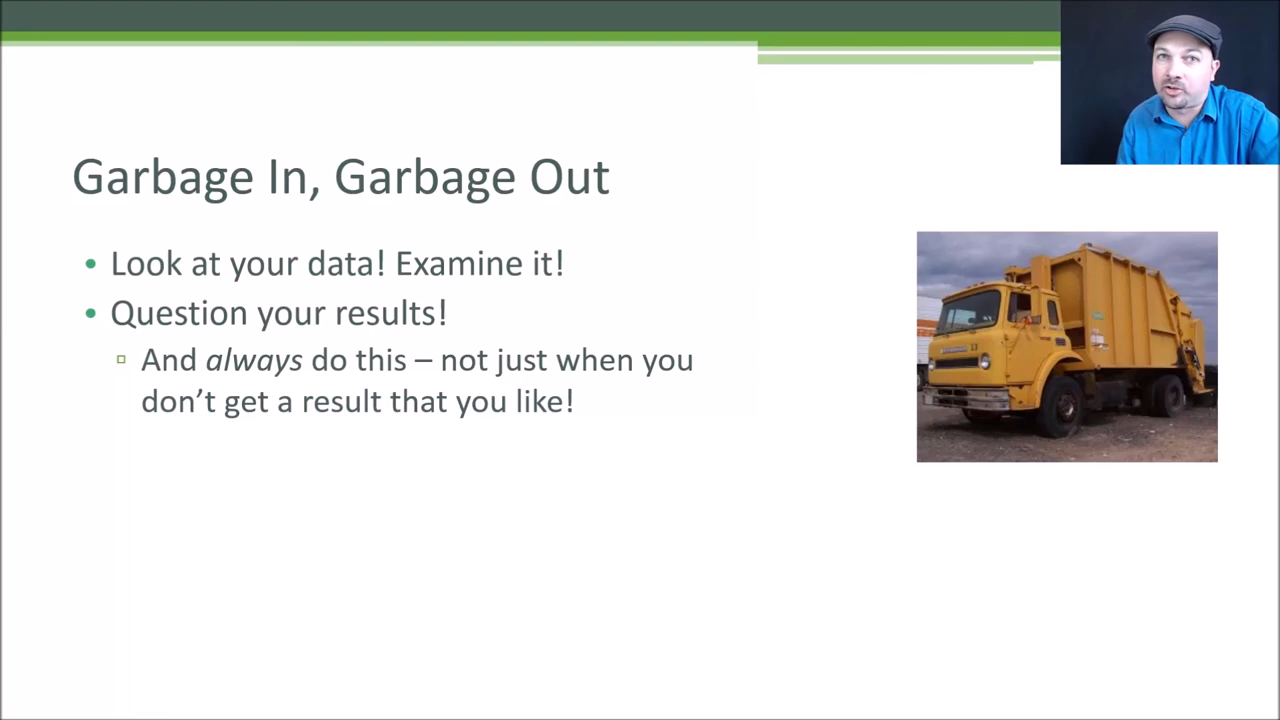 Garbage In, Garbage Out
• Look at your data! Examine it!
• Question your results!
▫ And always do this – not just when you
don’t get a result that you like!